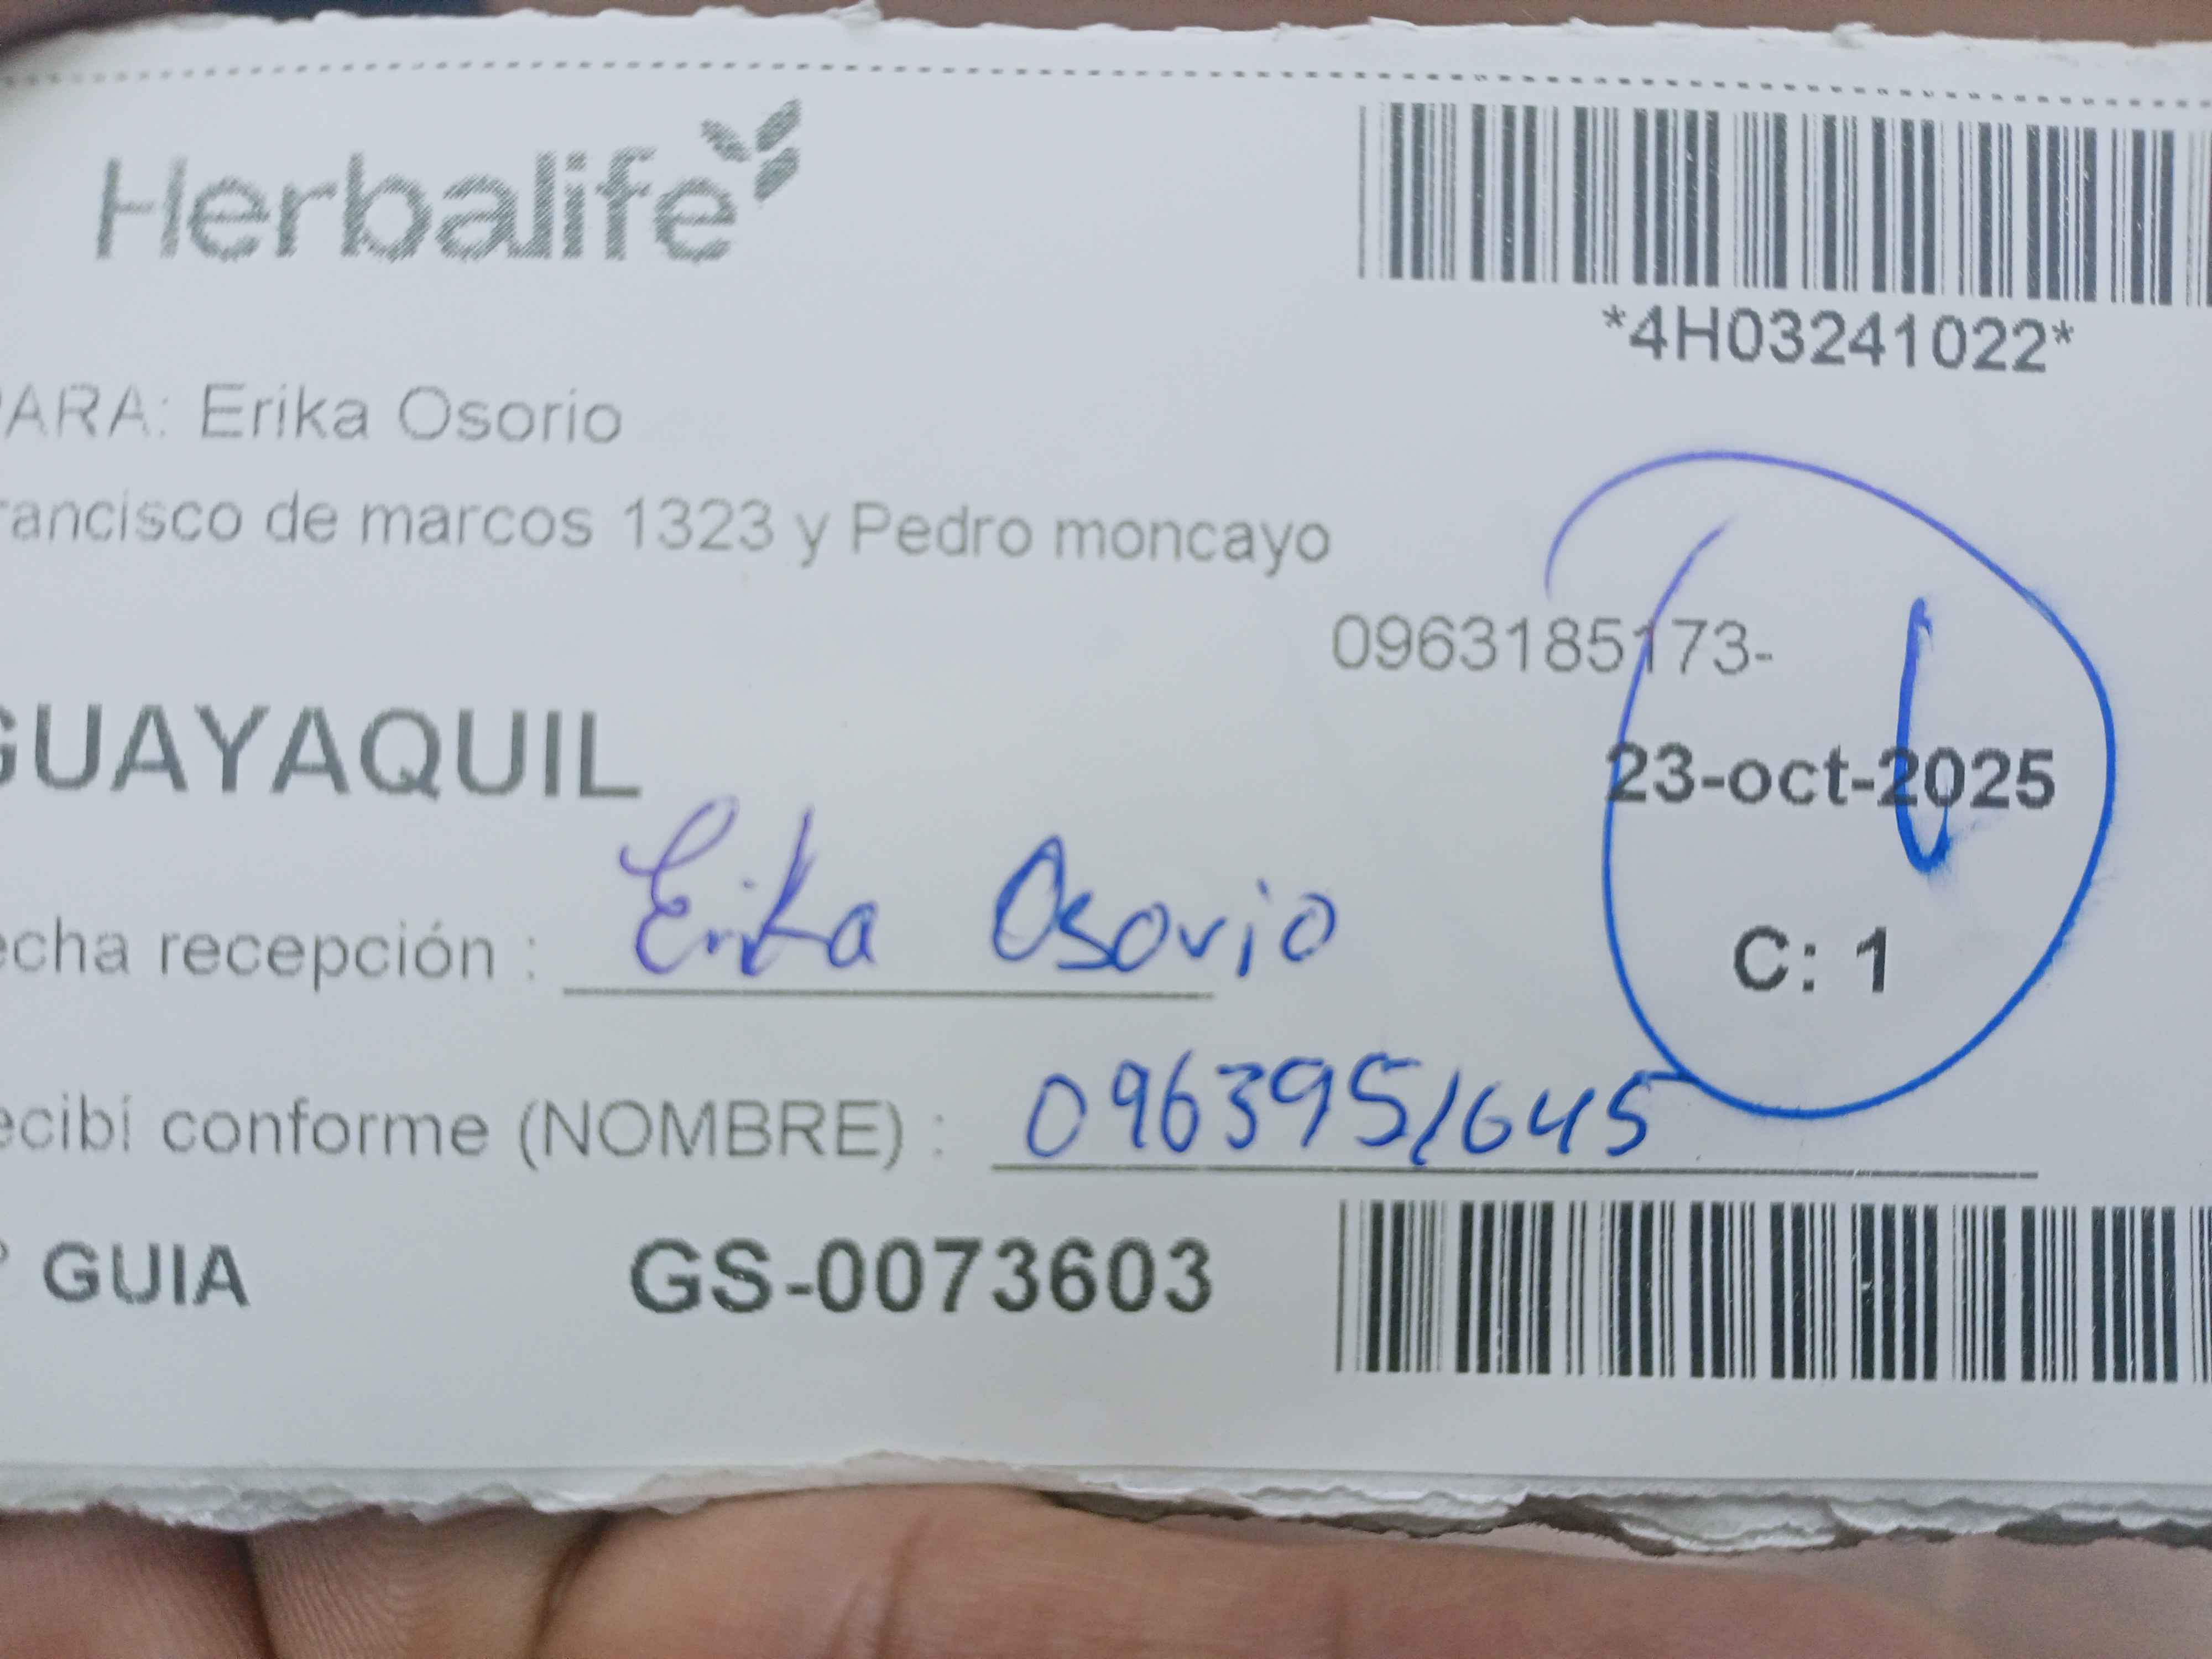 Herbalife
*4H03241022*
PARA: Erika Osorio
rancisco de marcos 1323 y Pedro moncayo
0963185173-
GUAYAQUIL
23-oct-2025
echa recepción : Erika Osorio
C: 1
ecibí conforme (NOMBRE) : 0963951645
° GUIA GS-0073603